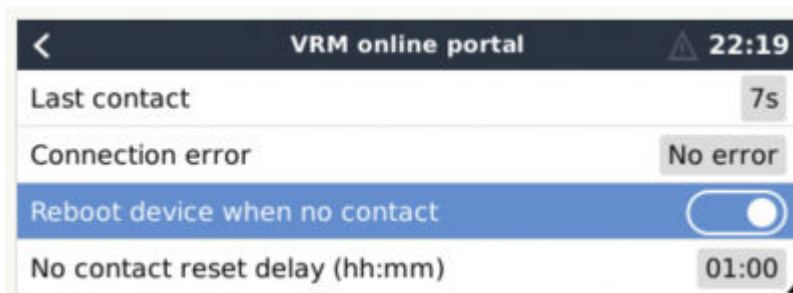 VRM online portal 22:19
Last contact 7s
Connection error No error
Reboot device when no contact
No contact reset delay (hh:mm) 01:00